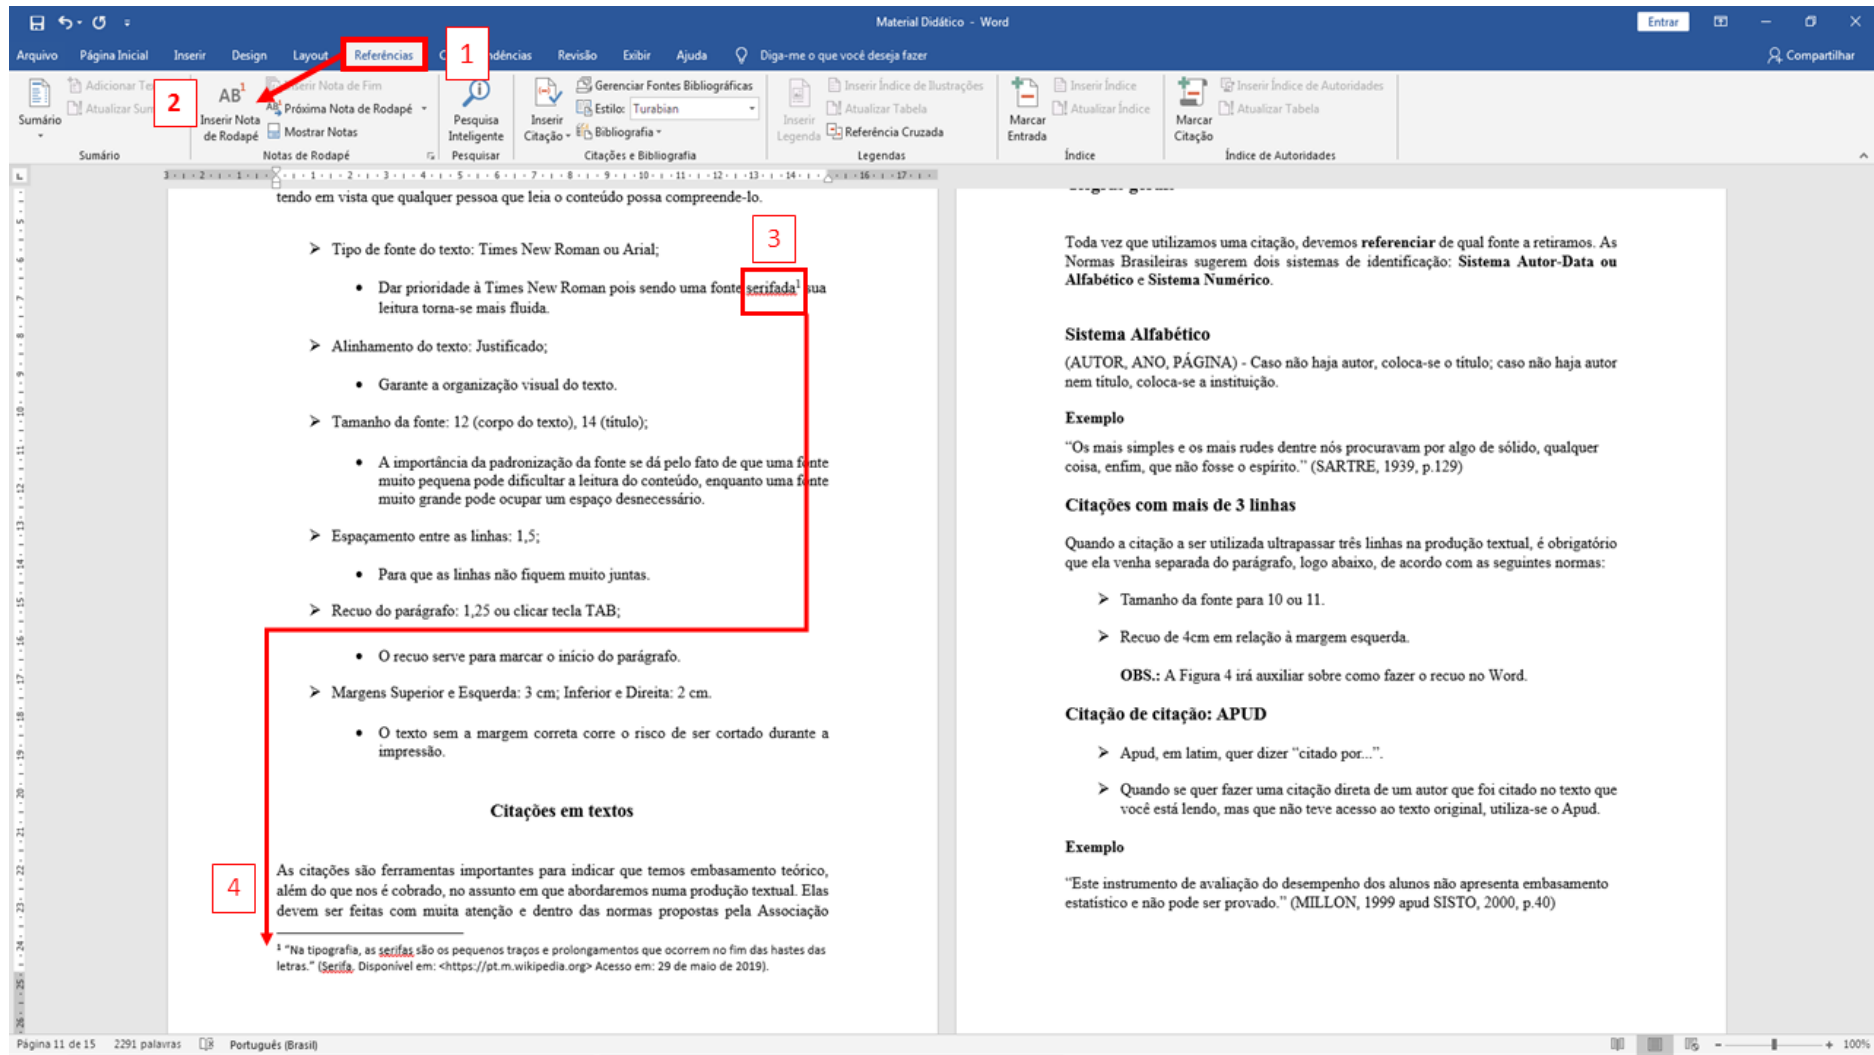 Material Didático - Word
Entrar
Arquivo Página Inicial Inserir Design Layout Referências Revisão Exibir Ajuda Diga-me o que você deseja fazer Compartilhar
1
2
Sumário
Adicionar Te
Atualizar Sum
Sumário
AB¹
Inserir Nota
de Rodapé
Inserir Nota de Fim
Próxima Nota de Rodapé
Mostrar Notas
Notas de Rodapé
Pesquisa
Inteligente
Pesquisar
Inserir
Citação
Gerenciar Fontes Bibliográficas
Estilo: Turabian
Bibliografia
Citações e Bibliografia
Inserir
Legenda
Inserir Índice de Ilustrações
Atualizar Tabela
Referência Cruzada
Legendas
Marcar
Entrada
Inserir Índice
Atualizar Índice
Índice
Marcar
Citação
Inserir Índice de Autoridades
Atualizar Tabela
Índice de Autoridades
tendo em vista que qualquer pessoa que leia o conteúdo possa compreende-lo.
3
➢ Tipo de fonte do texto: Times New Roman ou Arial;
• Dar prioridade à Times New Roman pois sendo uma fonte serifada¹ sua
leitura torna-se mais fluida.
➢ Alinhamento do texto: Justificado;
• Garante a organização visual do texto.
➢ Tamanho da fonte: 12 (corpo do texto), 14 (título);
• A importância da padronização da fonte se dá pelo fato de que uma fonte
muito pequena pode dificultar a leitura do conteúdo, enquanto uma fonte
muito grande pode ocupar um espaço desnecessário.
➢ Espaçamento entre as linhas: 1,5;
• Para que as linhas não fiquem muito juntas.
➢ Recuo do parágrafo: 1,25 ou clicar tecla TAB;
• O recuo serve para marcar o início do parágrafo.
➢ Margens Superior e Esquerda: 3 cm; Inferior e Direita: 2 cm.
• O texto sem a margem correta corre o risco de ser cortado durante a
impressão.
Citações em textos
4
As citações são ferramentas importantes para indicar que temos embasamento teórico,
além do que nos é cobrado, no assunto em que abordaremos numa produção textual. Elas
devem ser feitas com muita atenção e dentro das normas propostas pela Associação
¹ "Na tipografia, as serifas são os pequenos traços e prolongamentos que ocorrem no fim das hastes das
letras." (Serifa. Disponível em: <https://pt.m.wikipedia.org> Acesso em: 29 de maio de 2019).
Toda vez que utilizamos uma citação, devemos referenciar de qual fonte a retiramos. As
Normas Brasileiras sugerem dois sistemas de identificação: Sistema Autor-Data ou
Alfabético e Sistema Numérico.
Sistema Alfabético
(AUTOR, ANO, PÁGINA) - Caso não haja autor, coloca-se o título; caso não haja autor
nem título, coloca-se a instituição.
Exemplo
“Os mais simples e os mais rudes dentre nós procuravam por algo de sólido, qualquer
coisa, enfim, que não fosse o espírito.” (SARTRE, 1939, p.129)
Citações com mais de 3 linhas
Quando a citação a ser utilizada ultrapassar três linhas na produção textual, é obrigatório
que ela venha separada do parágrafo, logo abaixo, de acordo com as seguintes normas:
➢ Tamanho da fonte para 10 ou 11.
➢ Recuo de 4cm em relação à margem esquerda.
OBS.: A Figura 4 irá auxiliar sobre como fazer o recuo no Word.
Citação de citação: APUD
➢ Apud, em latim, quer dizer “citado por...”.
➢ Quando se quer fazer uma citação direta de um autor que foi citado no texto que
você está lendo, mas que não teve acesso ao texto original, utiliza-se o Apud.
Exemplo
“Este instrumento de avaliação do desempenho dos alunos não apresenta embasamento
estatístico e não pode ser provado.” (MILLON, 1999 apud SISTO, 2000, p.40)
Página 11 de 15 2291 palavras Português (Brasil) 100%